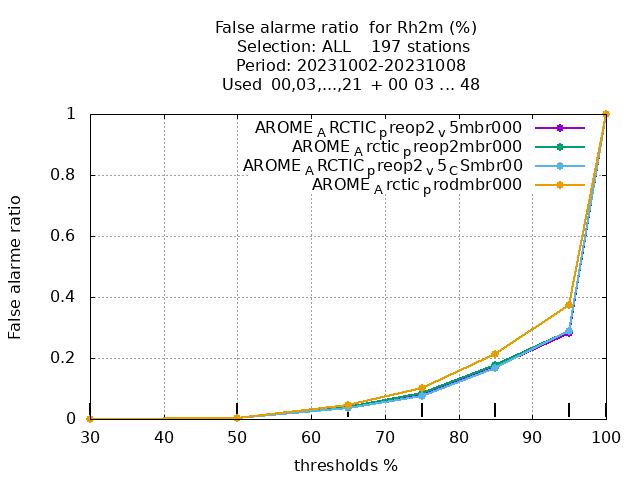 False alarme ratio for Rh2m (%)
Selection: ALL 197 stations
Period: 20231002-20231008
Used 00,03,...,21 + 00 03 ... 48
AROME_ARCTIC_preop2_v5mbr000
AROME_Arctic_preop2mbr000
AROME_ARCTIC_preop2_v5_CSmbr00
AROME_Arctic_prodmbr000
False alarme ratio
1
0.8
0.6
0.4
0.2
0
30 40 50 60 70 80 90 100
thresholds %